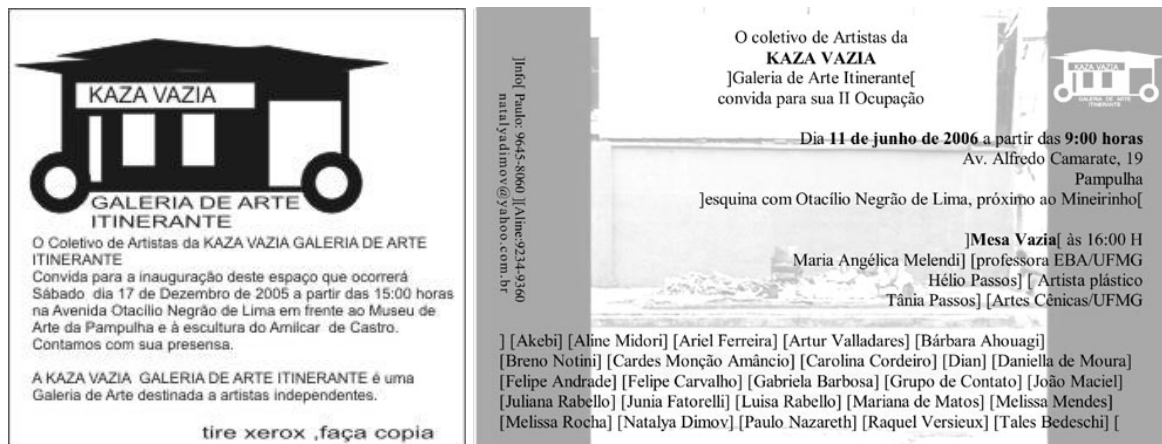 KAZA VAZIA
GALERIA DE ARTE
ITINERANTE
O Coletivo de Artistas da KAZA VAZIA GALERIA DE ARTE
ITINERANTE
Convida para a inauguração deste espaço que ocorrerá
Sábado dia 17 de Dezembro de 2005 a partir das 15:00 horas
na Avenida Otacílio Negrão de Lima em frente ao Museu de
Arte da Pampulha e à escultura do Amilcar de Castro.
Contamos com sua presensa.
A KAZA VAZIA GALERIA DE ARTE ITINERANTE é uma
Galeria de Arte destinada a artistas independentes.
tire xerox ,faça copia
]Info[ Paulo: 9645-8060 ][Aline:9234-9360
natalyadimov@yahoo.com.br
O coletivo de Artistas da
KAZA VAZIA
]Galeria de Arte Itinerante[
convida para sua II Ocupação
KAZA VAZIA
GALERIA DE ARTE
ITINERANTE
Dia 11 de junho de 2006 a partir das 9:00 horas
Av. Alfredo Camarate, 19
Pampulha
]esquina com Otacílio Negrão de Lima, próximo ao Mineirinho[
]Mesa Vazia[ às 16:00 H
Maria Angélica Melendi] [professora EBA/UFMG
Hélio Passos] [ Artista plástico
Tânia Passos] [Artes Cênicas/UFMG
] [Akebi] [Aline Midori] [Ariel Ferreira] [Artur Valladares] [Bárbara Ahouagi]
[Breno Notini] [Cardes Monção Amâncio] [Carolina Cordeiro] [Dian] [Daniella de Moura]
[Felipe Andrade] [Felipe Carvalho] [Gabriela Barbosa] [Grupo de Contato] [João Maciel]
[Juliana Rabello] [Junia Fatorelli] [Luisa Rabello] [Mariana de Matos] [Melissa Mendes]
[Melissa Rocha] [Natalya Dimov] [Paulo Nazareth] [Raquel Versieux] [Tales Bedeschi] [